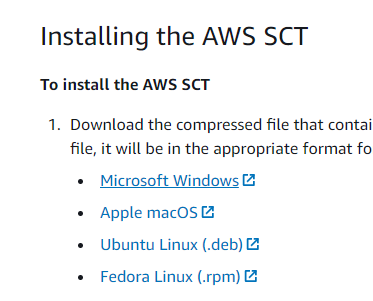 Installing the AWS SCT
To install the AWS SCT
1. Download the compressed file that contai
file, it will be in the appropriate format fo
• Microsoft Windows
• Apple macOS
• Ubuntu Linux (.deb)
• Fedora Linux (.rpm)